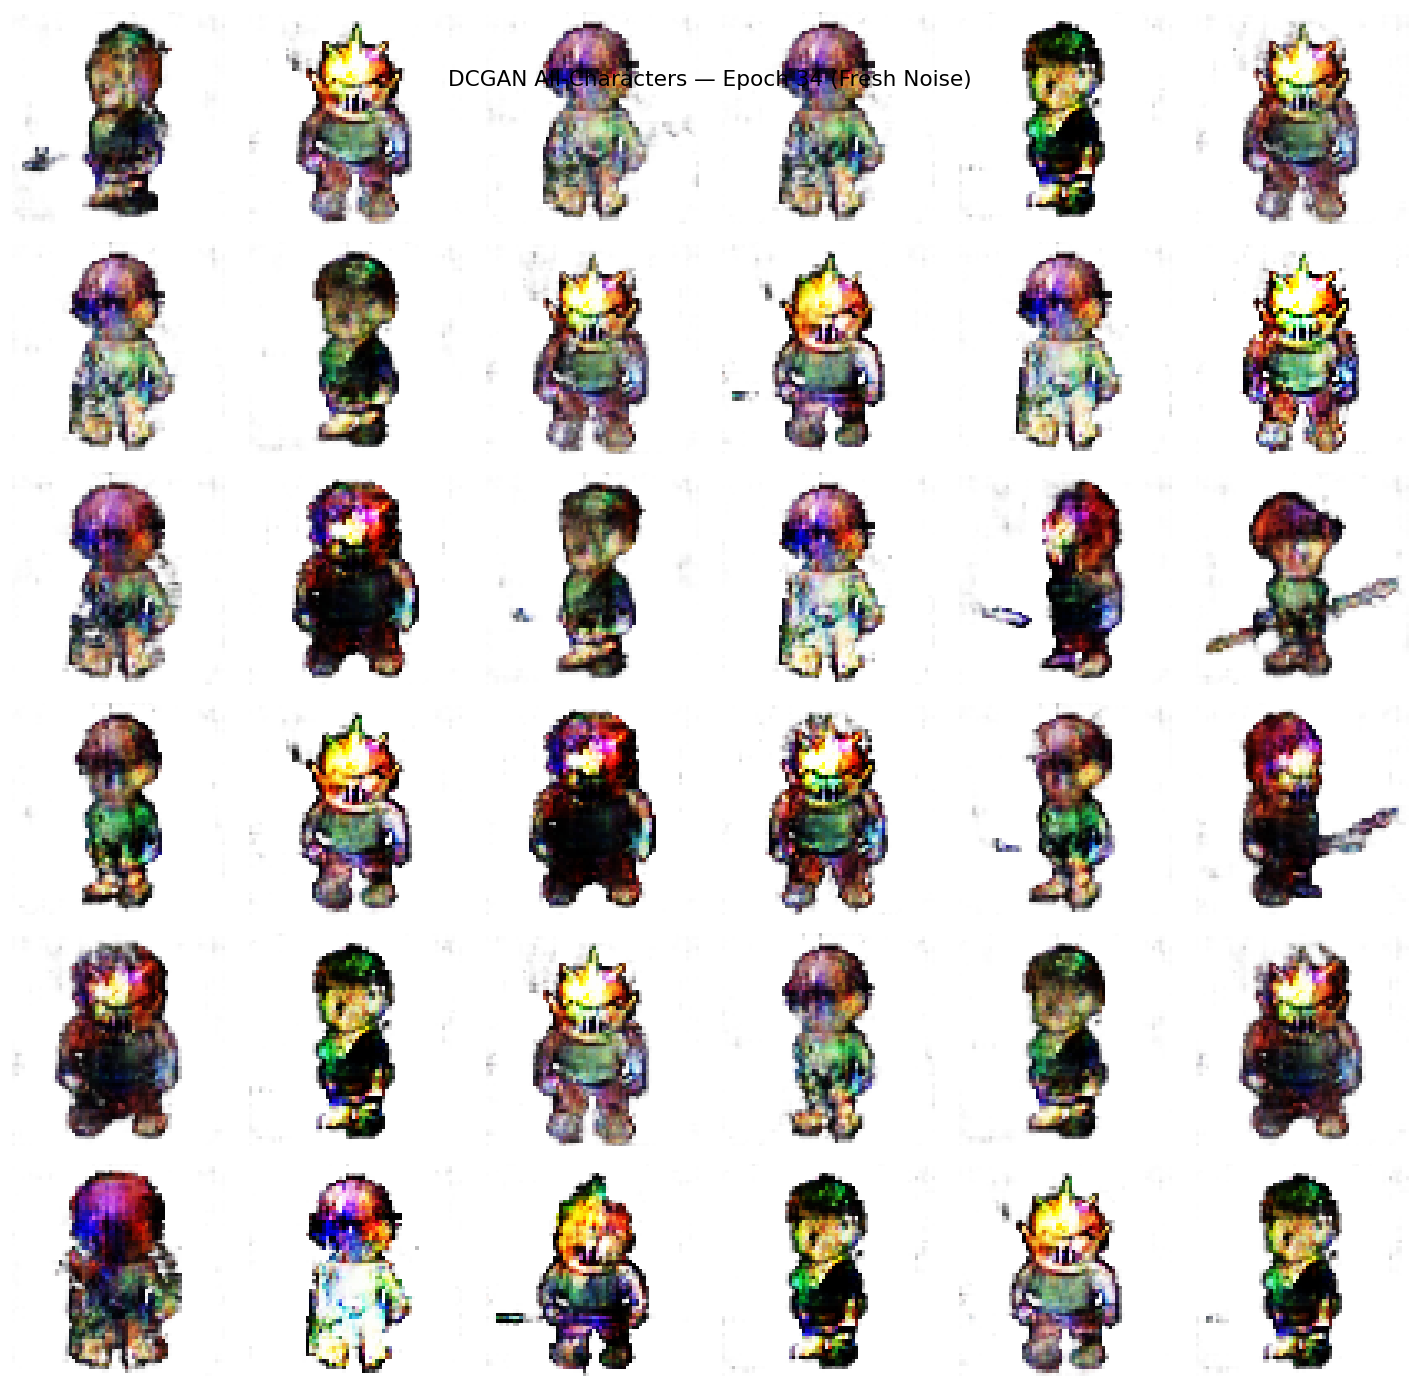 DCGAN All Characters — Epoch 34 (Fresh Noise)